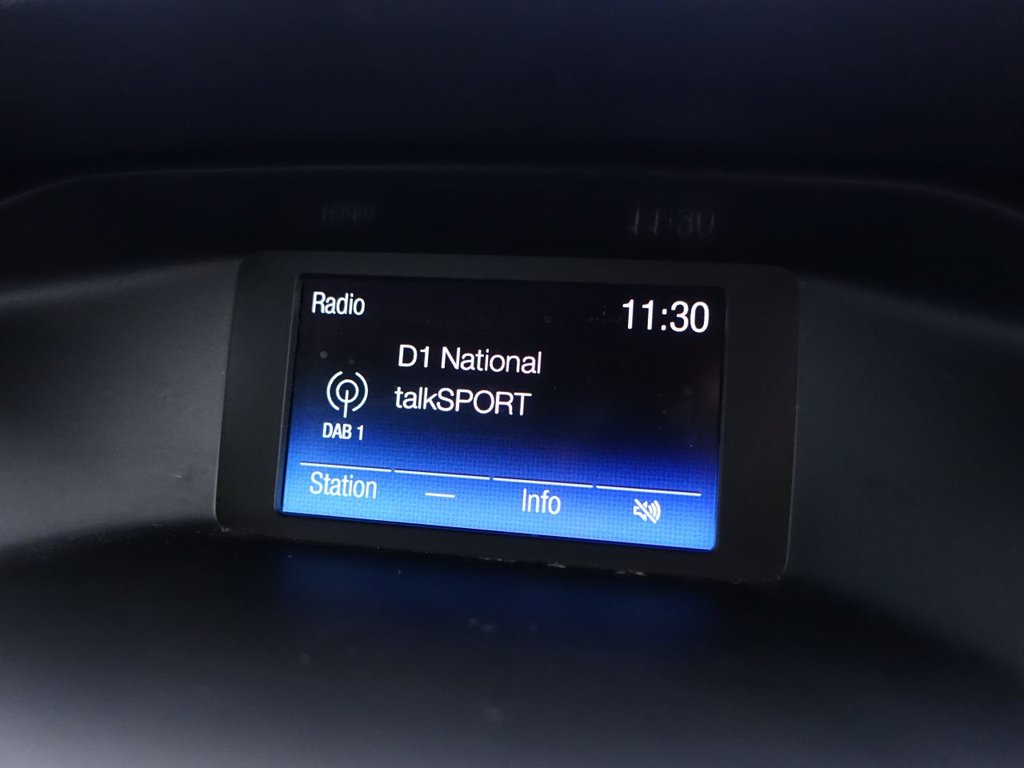 Radio
11:30
D1 National
talkSPORT
DAB 1
Station
Info